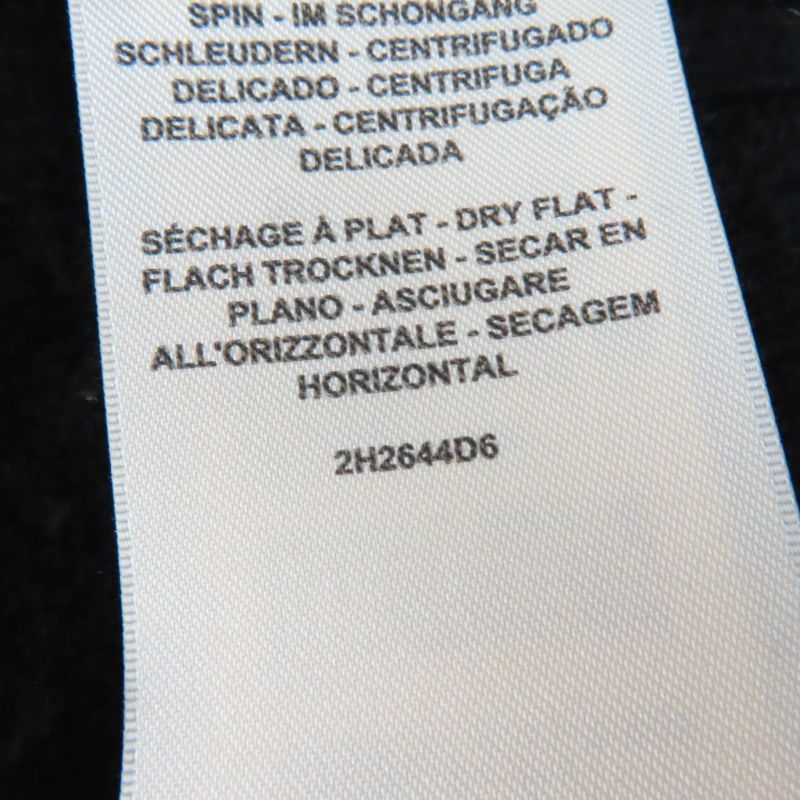 SPIN - IM SCHONGANG
SCHLEUDERN - CENTRIFUGADO
DELICADO - CENTRIFUGA
DELICATA - CENTRIFUGAÇÃO
DELICADA
SÉCHAGE À PLAT - DRY FLAT -
FLACH TROCKNEN - SECAR EN
PLANO - ASCIUGARE
ALL'ORIZZONTALE - SECAGEM
HORIZONTAL
2H2644D6